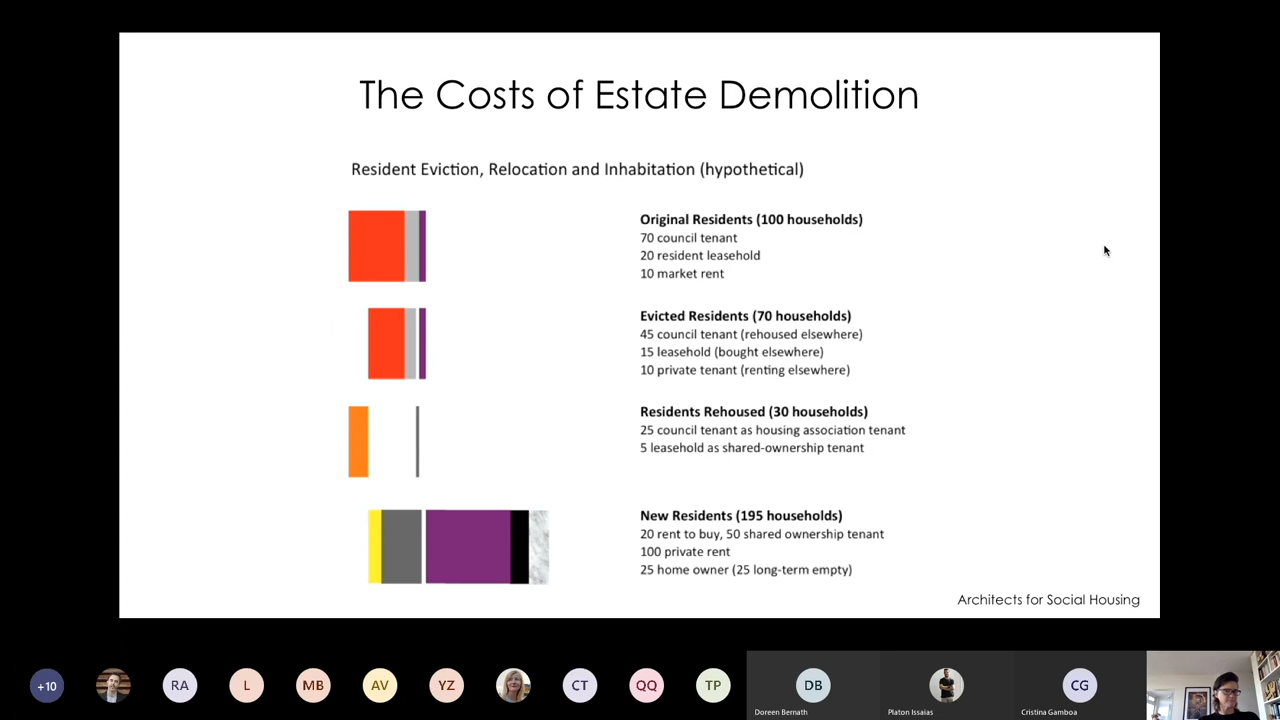 The Costs of Estate Demolition
Resident Eviction, Relocation and Inhabitation (hypothetical)
Original Residents (100 households)
70 council tenant
20 resident leasehold
10 market rent
Evicted Residents (70 households)
45 council tenant (rehoused elsewhere)
15 leasehold (bought elsewhere)
10 private tenant (renting elsewhere)
Residents Rehoused (30 households)
25 council tenant as housing association tenant
5 leasehold as shared-ownership tenant
New Residents (195 households)
20 rent to buy, 50 shared ownership tenant
100 private rent
25 home owner (25 long-term empty)
Architects for Social Housing
+10 RA L MB AV YZ CT QQ TP DB CG
Doreen Bernath Platon Issaias Cristina Gamboa